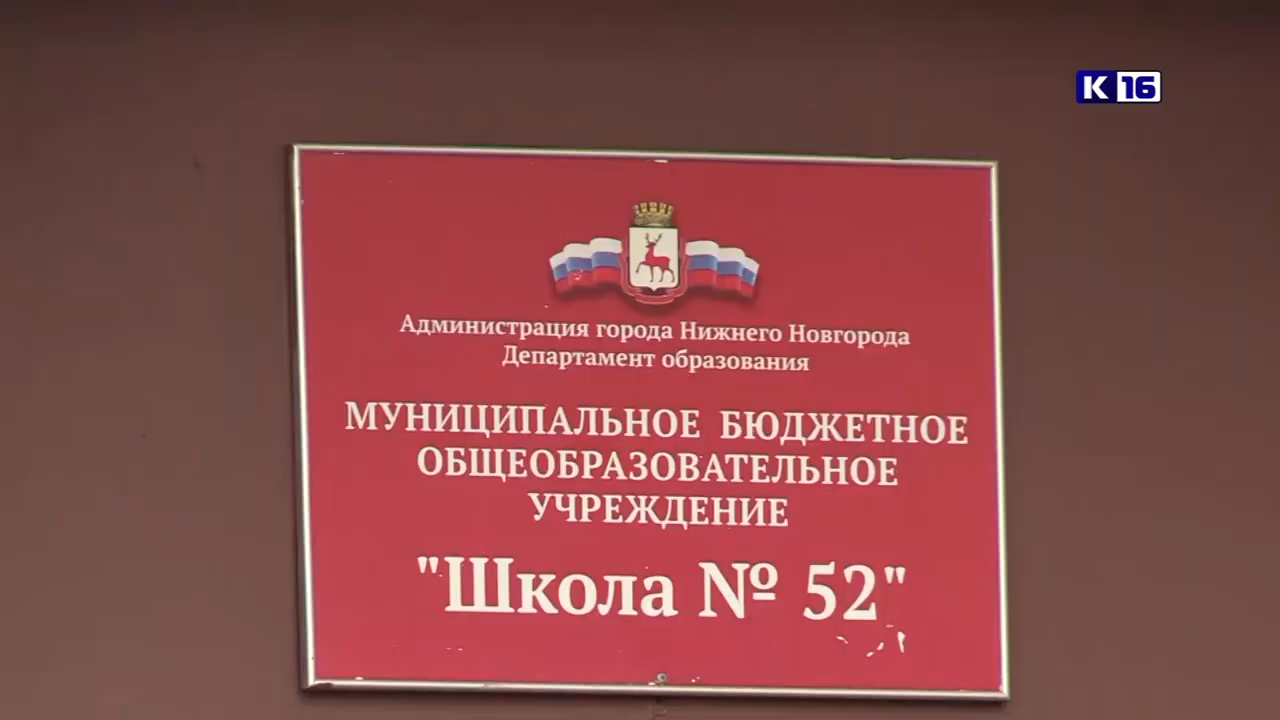 К 16
Администрация города Нижнего Новгорода
Департамент образования
МУНИЦИПАЛЬНОЕ БЮДЖЕТНОЕ
ОБЩЕОБРАЗОВАТЕЛЬНОЕ
УЧРЕЖДЕНИЕ
"Школа № 52"